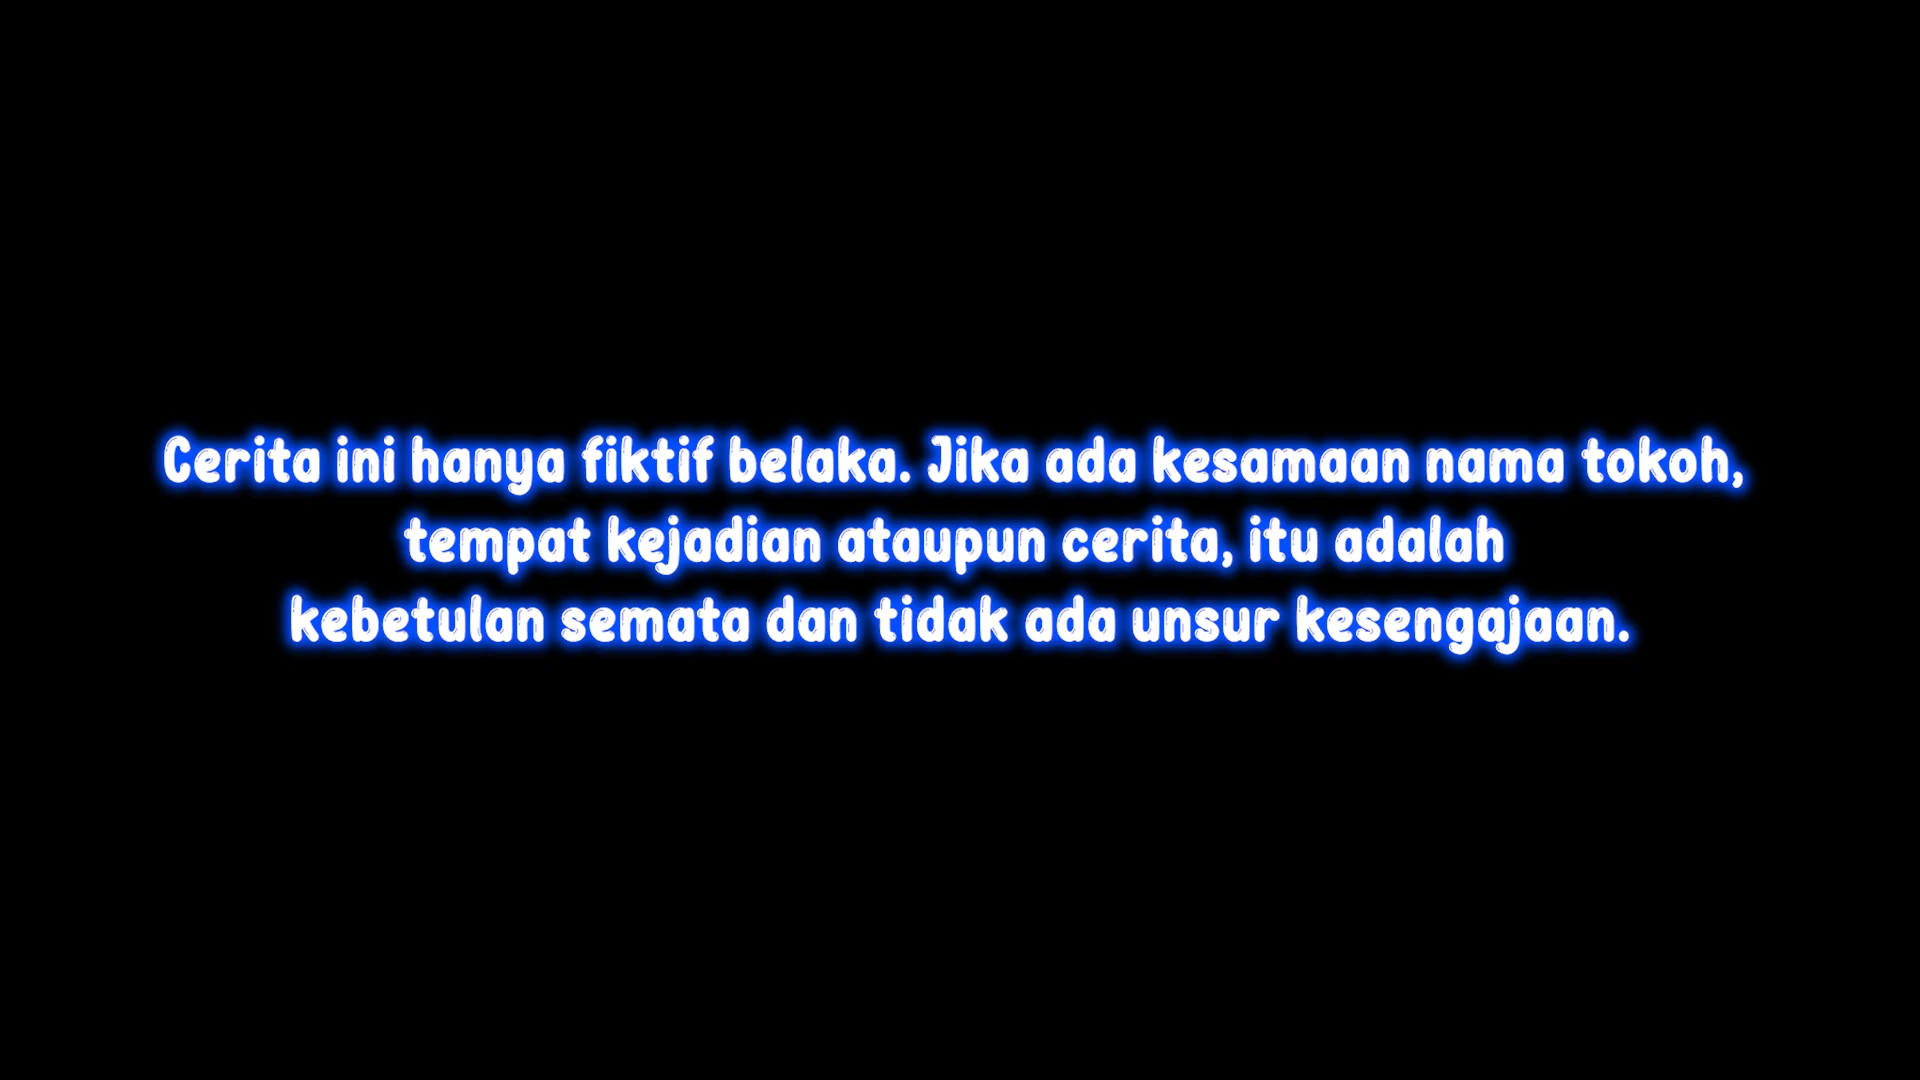 Cerita ini hanya fiktif belaka. Jika ada kesamaan nama tokoh,
tempat kejadian ataupun cerita, itu adalah
kebetulan semata dan tidak ada unsur kesengajaan.